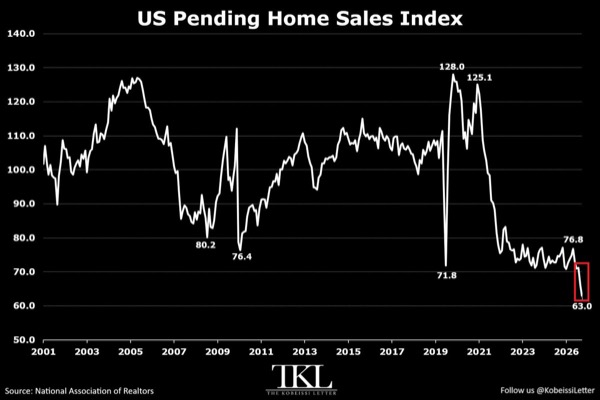 US Pending Home Sales Index
140.0
130.0
120.0
110.0
100.0
90.0
80.0
70.0
60.0
50.0
128.0
125.1
80.2
76.4
71.8
76.8
63.0
2001 2003 2005 2007 2009 2011 2013 2015 2017 2019 2021 2023 2024 2026
Source: National Association of Realtors
TKL
THE KOBEISSI LETTER
Follow us @KobeissiLetter